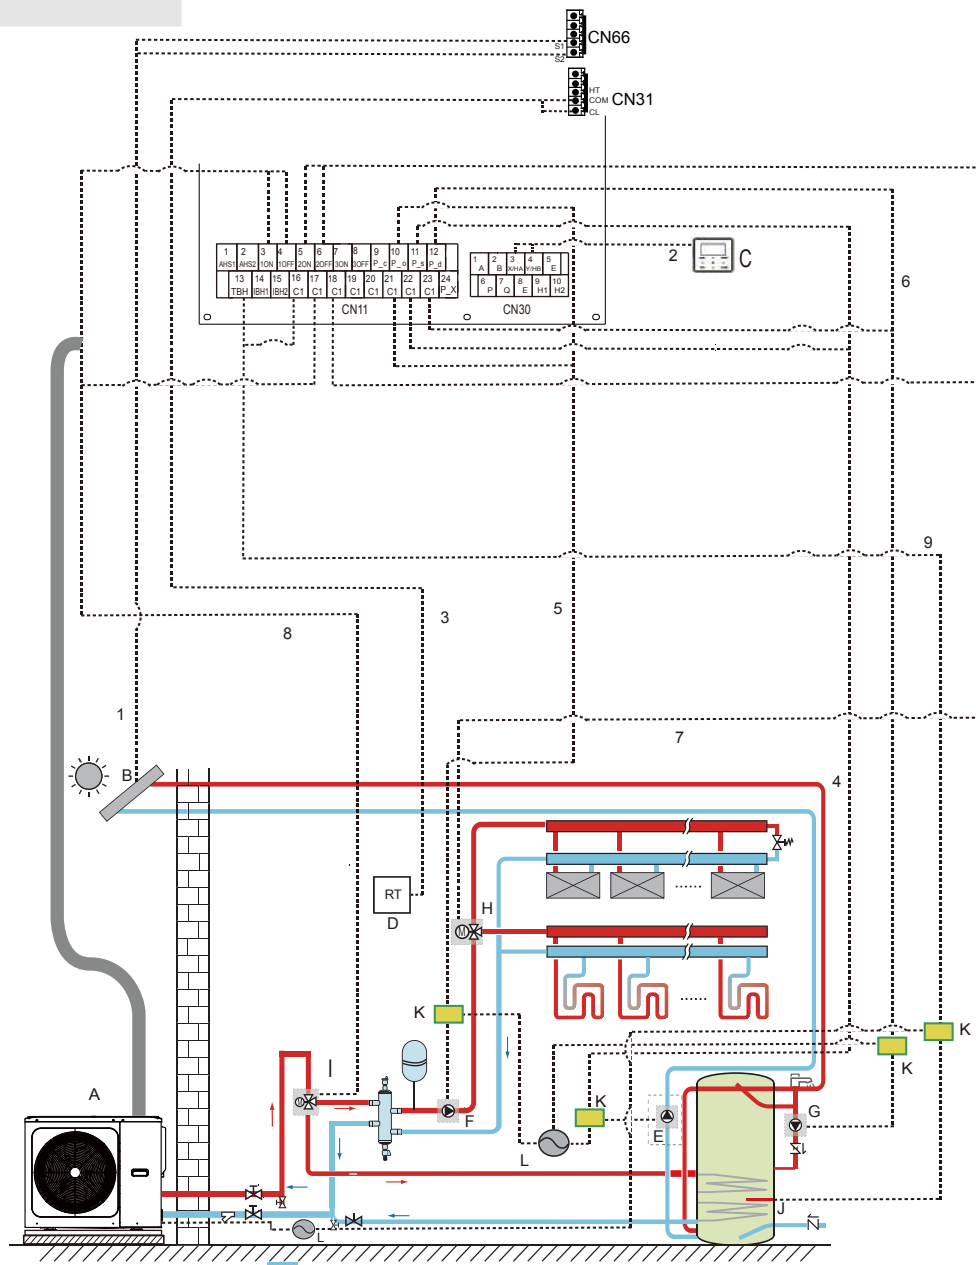 CN66
S1
S2
HT
COM
CL
CN31
1 2 3 4 5 6 7 8 9 10 11 12
AHS1 AHS2 1ON 1OFF 2ON 2OFF 3ON 3OFF P_c P_o P_s P_d
13 14 15 16 17 18 19 20 21 22 23 24
TBH IBH1 IBH2 C1 C1 C1 C1 C1 C1 C1 C1 P_X
CN11
1 2 3 4 5
A B X/HA Y/HB E
6 7 8 9 10
P Q E H1 H2
CN30
2
C
6
9
5
3
8
1
7
B
4
RT
D
H
M
K
K
K
I
A
M
F
K
E
G
L
J
L